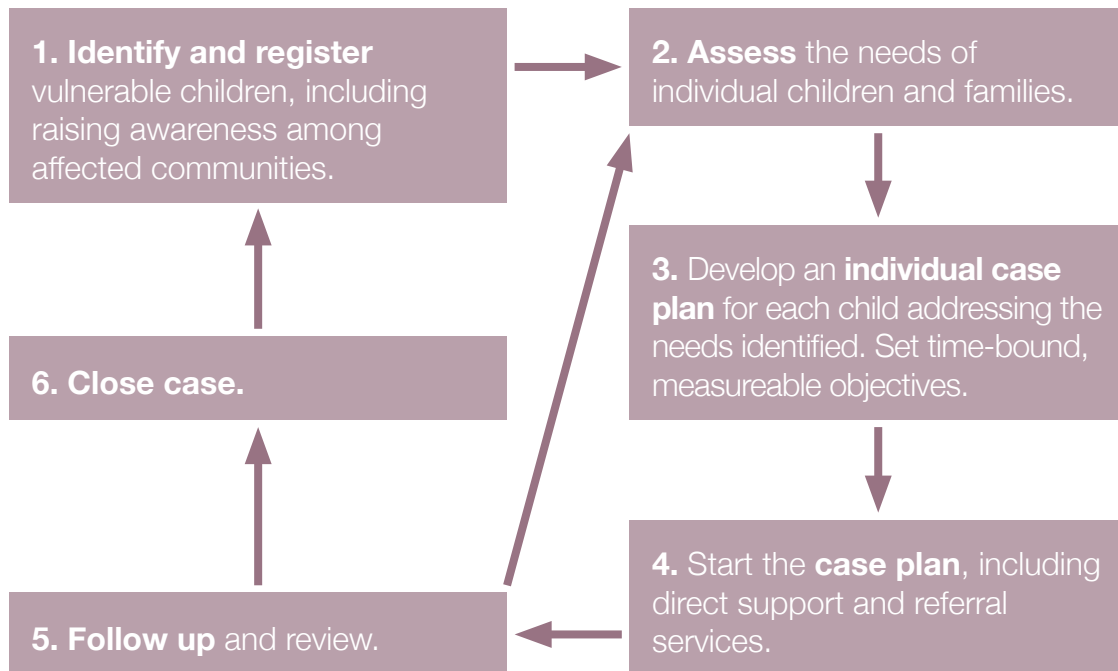 1. Identify and register
vulnerable children, including
raising awareness among
affected communities.
2. Assess the needs of
individual children and families.
3. Develop an individual case
plan for each child addressing the
needs identified. Set time-bound,
measureable objectives.
4. Start the case plan, including
direct support and referral
services.
5. Follow up and review.
6. Close case.